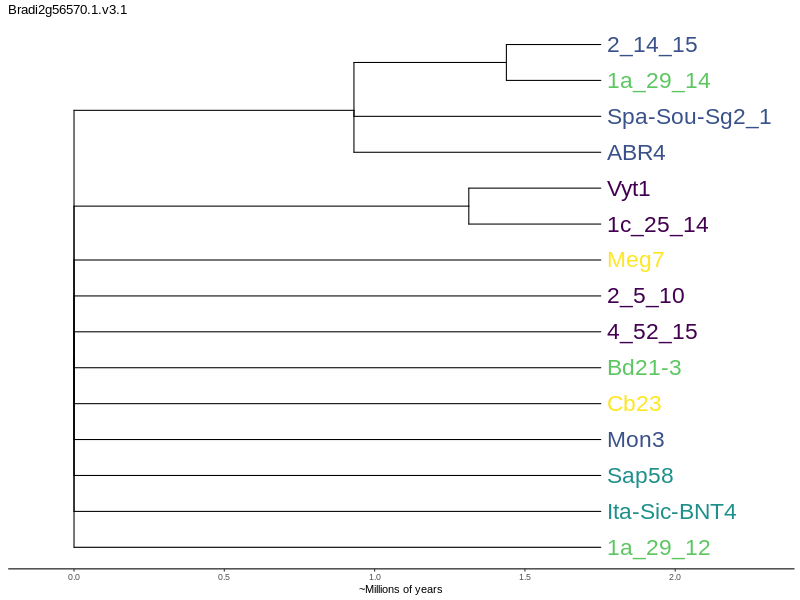 Bradi2g56570.1.v3.1
2_14_15
1a_29_14
Spa-Sou-Sg2_1
ABR4
Vyt1
1c_25_14
Meg7
2_5_10
4_52_15
Bd21-3
Cb23
Mon3
Sap58
Ita-Sic-BNT4
1a_29_12
0.0 0.5 1.0 1.5 2.0
~Millions of years